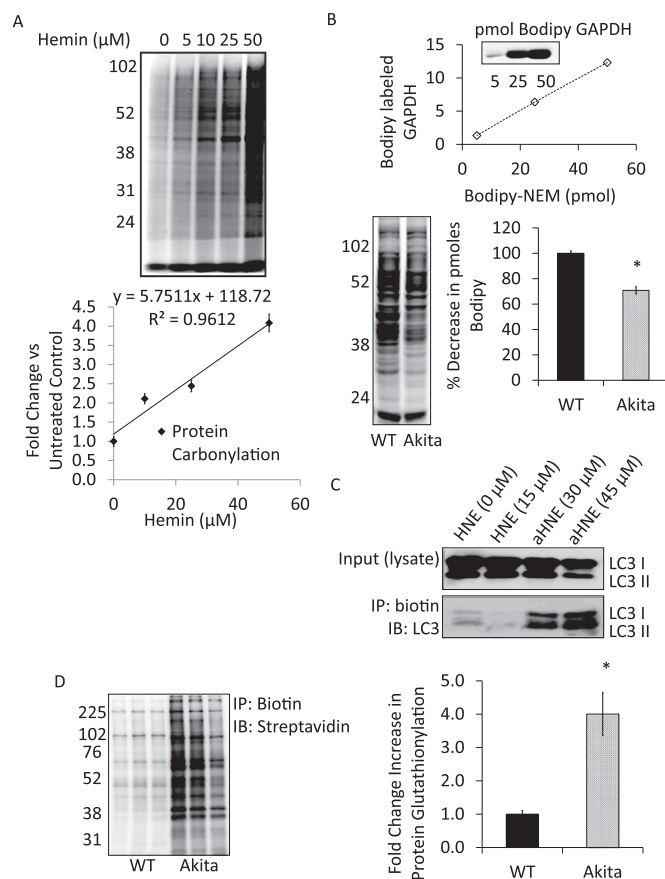 A
Hemin (µM) 0 5 10 25 50
102
52
38
31
24
y = 5.7511x + 118.72
R² = 0.9612
4.5
4.0
3.5
3.0
2.5
2.0
1.5
1.0
0.5
0.0
Fold Change vs
Untreated Control
Protein
Carbonylation
0 20 40 60
Hemin (µM)
B
pmol Bodipy GAPDH
5 25 50
15
10
5
0
Bodipy labeled
GAPDH
0 20 40 60
Bodipy-NEM (pmol)
102
52
38
24
WT Akita
120
100
80
60
40
20
0
% Decrease in pmoles
Bodipy
*
WT Akita
C
HNE (0 µM)
HNE (15 µM)
aHNE (30 µM)
aHNE (45 µM)
Input (lysate)
LC3 I
LC3 II
IP: biotin
IB: LC3
LC3 I
LC3 II
D
225
102
76
52
38
31
WT Akita
IP: Biotin
IB: Streptavidin
5.0
4.0
3.0
2.0
1.0
0.0
Fold Change Increase in
Protein Glutathionylation
*
WT Akita